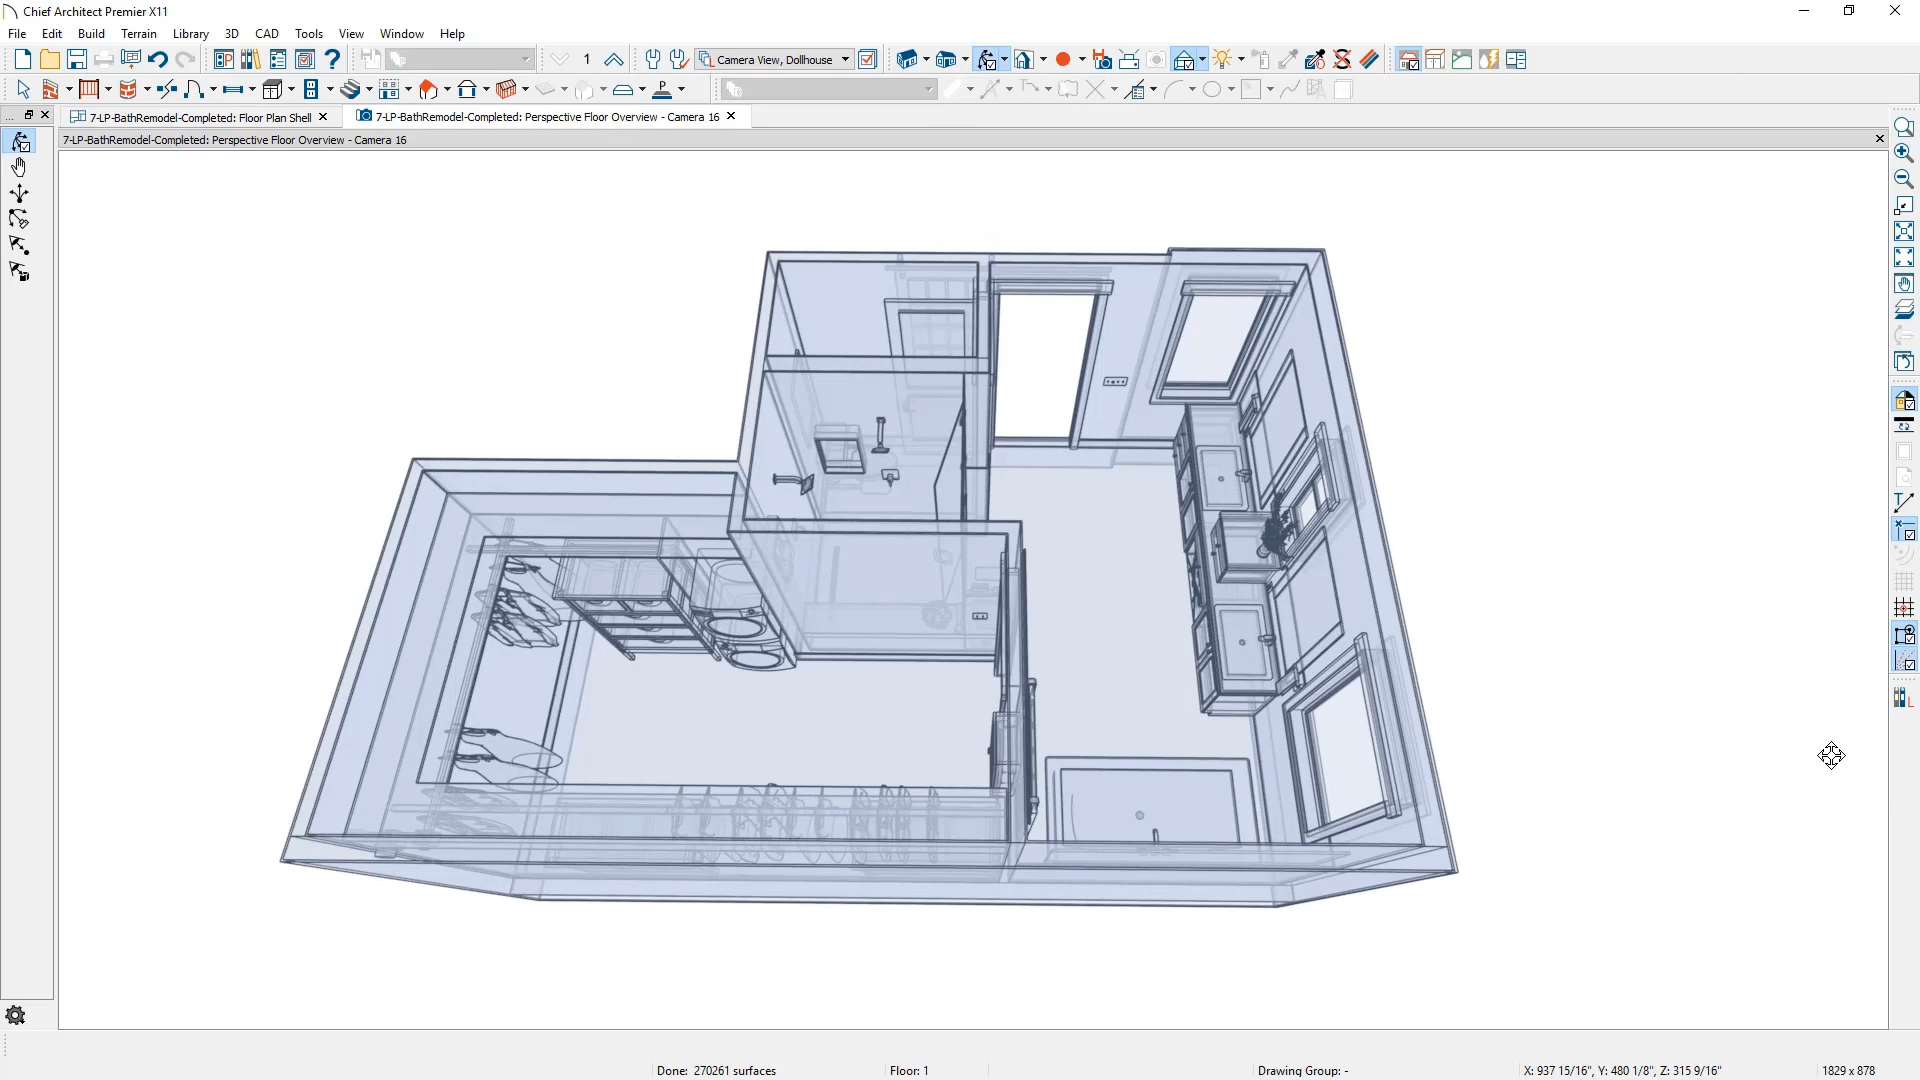 Chief Architect Premier X11
File Edit Build Terrain Library 3D CAD Tools View Window Help
1 Camera View, Dollhouse
P
7-LP-BathRemodel-Completed: Floor Plan Shell 7-LP-BathRemodel-Completed: Perspective Floor Overview - Camera 16
7-LP-BathRemodel-Completed: Perspective Floor Overview - Camera 16
Done: 270261 surfaces Floor: 1 Drawing Group: - X: 937 15/16", Y: 480 1/8", Z: 315 9/16" 1829 x 878